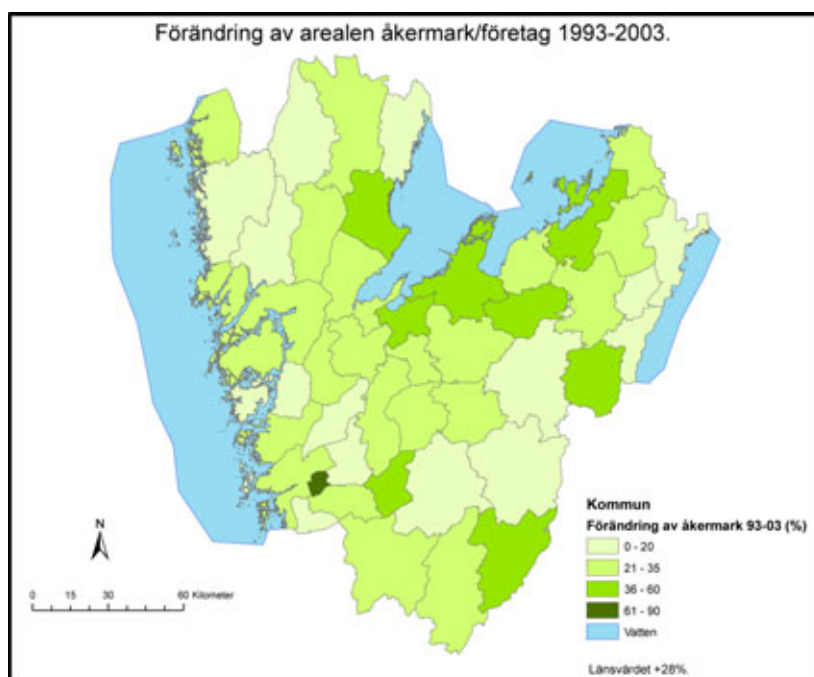 Förändring av arealen åkermark/företag 1993-2003.
N
0 30 60 Kilometer
Kommun
Förändring av åkermark 93-03 (%)
0 - 20
21 - 35
36 - 60
61 - 90
Vatten
Länsvärdet +28%.